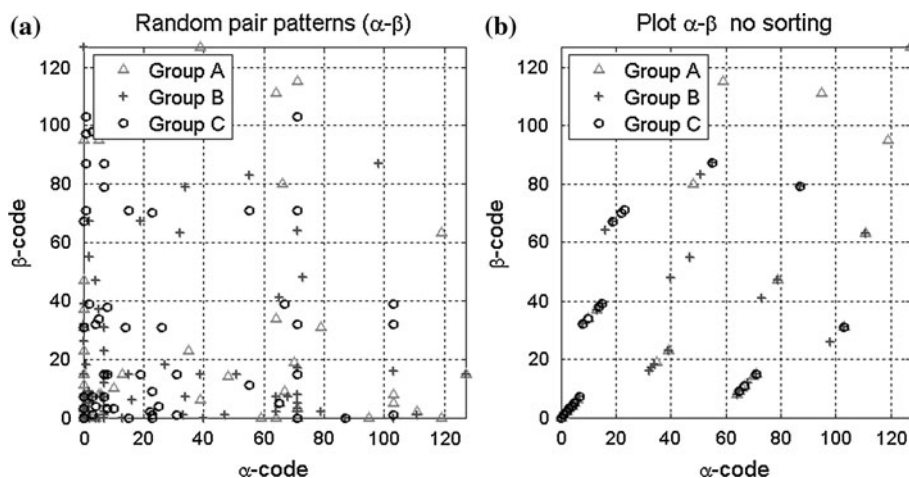 (a) Random pair patterns (α-β)
120
100
80
60
40
20
0
β-code
Group A
Group B
Group C
0 20 40 60 80 100 120
α-code
(b) Plot α-β no sorting
120
100
80
60
40
20
0
β-code
Group A
Group B
Group C
0 20 40 60 80 100 120
α-code